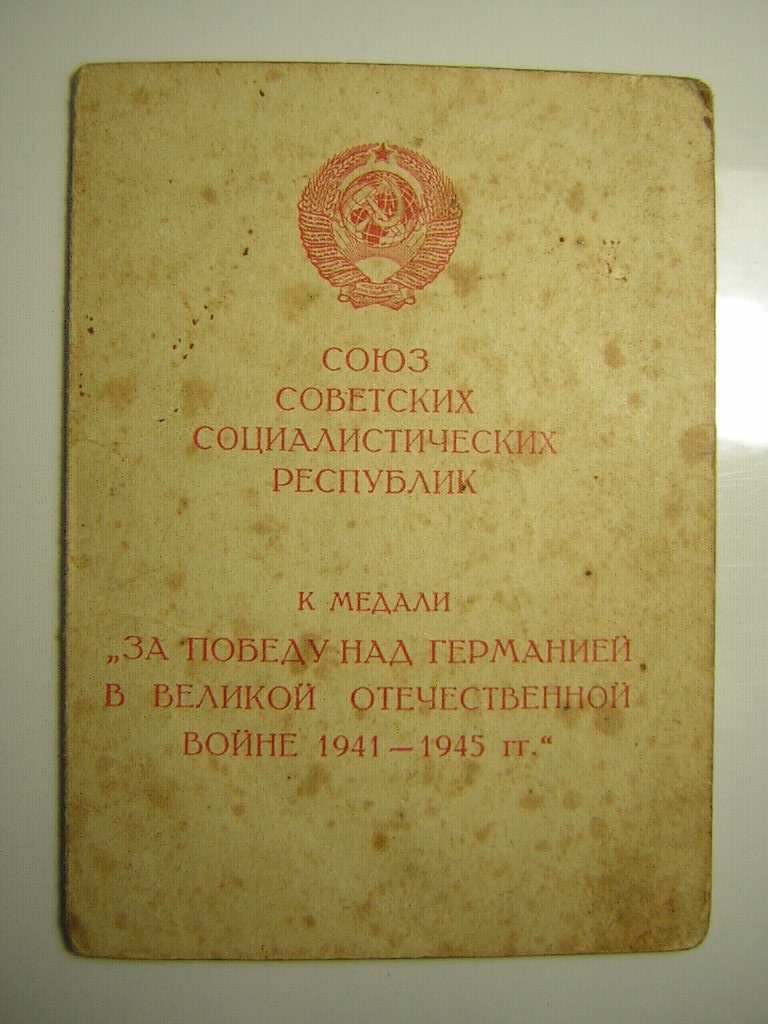 СОЮЗ
СОВЕТСКИХ
СОЦИАЛИСТИЧЕСКИХ
РЕСПУБЛИК
К МЕДАЛИ
„ЗА ПОБЕДУ НАД ГЕРМАНИЕЙ
В ВЕЛИКОЙ ОТЕЧЕСТВЕННОЙ
ВОЙНЕ 1941 — 1945 гг.“